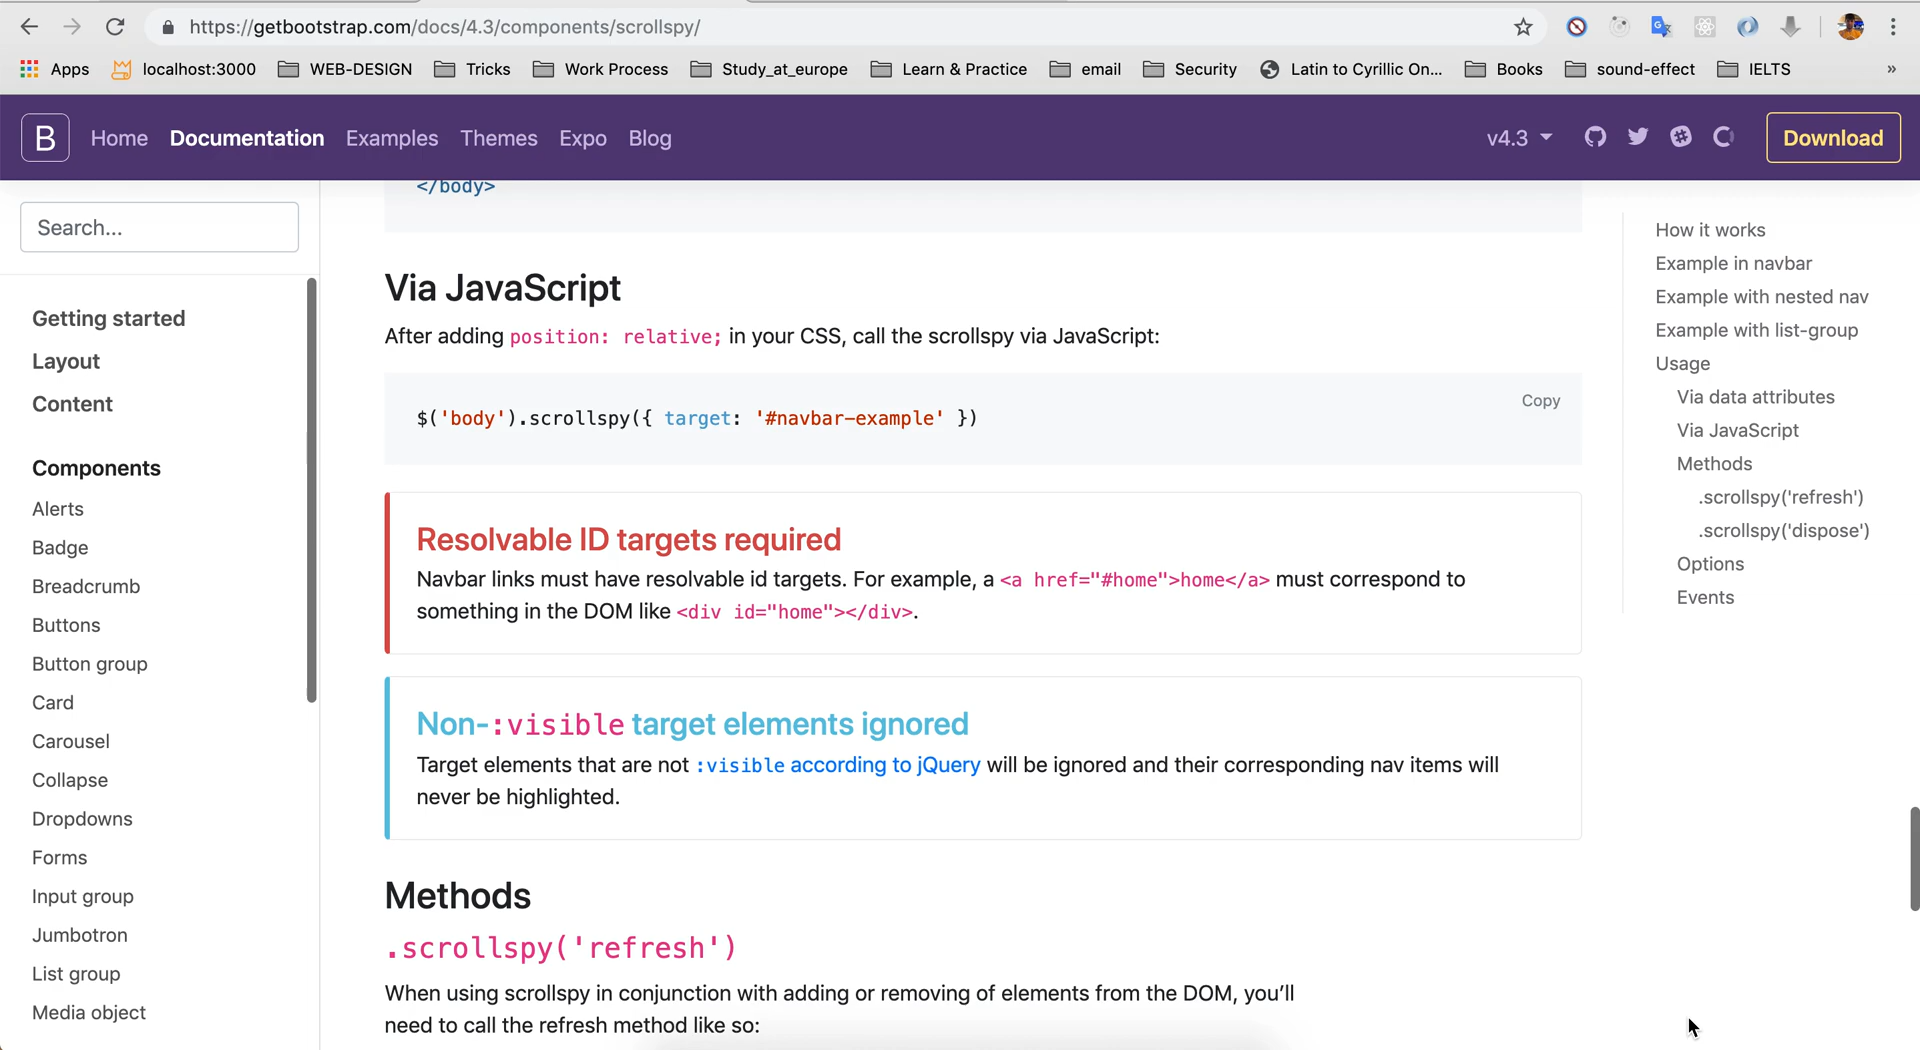 https://getbootstrap.com/docs/4.3/components/scrollspy/
Apps localhost:3000 WEB-DESIGN Tricks Work Process Study_at_europe Learn & Practice email Security Latin to Cyrillic On... Books sound-effect IELTS »
B Home Documentation Examples Themes Expo Blog v4.3 Download
</body>
Search...
Getting started
Layout
Content
Components
Alerts
Badge
Breadcrumb
Buttons
Button group
Card
Carousel
Collapse
Dropdowns
Forms
Input group
Jumbotron
List group
Media object
Via JavaScript
After adding position: relative; in your CSS, call the scrollspy via JavaScript:
Copy
$('body').scrollspy({ target: '#navbar-example' })
Resolvable ID targets required
Navbar links must have resolvable id targets. For example, a <a href="#home">home</a> must correspond to
something in the DOM like <div id="home"></div>.
Non-:visible target elements ignored
Target elements that are not :visible according to jQuery will be ignored and their corresponding nav items will
never be highlighted.
Methods
.scrollspy('refresh')
When using scrollspy in conjunction with adding or removing of elements from the DOM, you’ll
need to call the refresh method like so:
How it works
Example in navbar
Example with nested nav
Example with list-group
Usage
Via data attributes
Via JavaScript
Methods
.scrollspy('refresh')
.scrollspy('dispose')
Options
Events